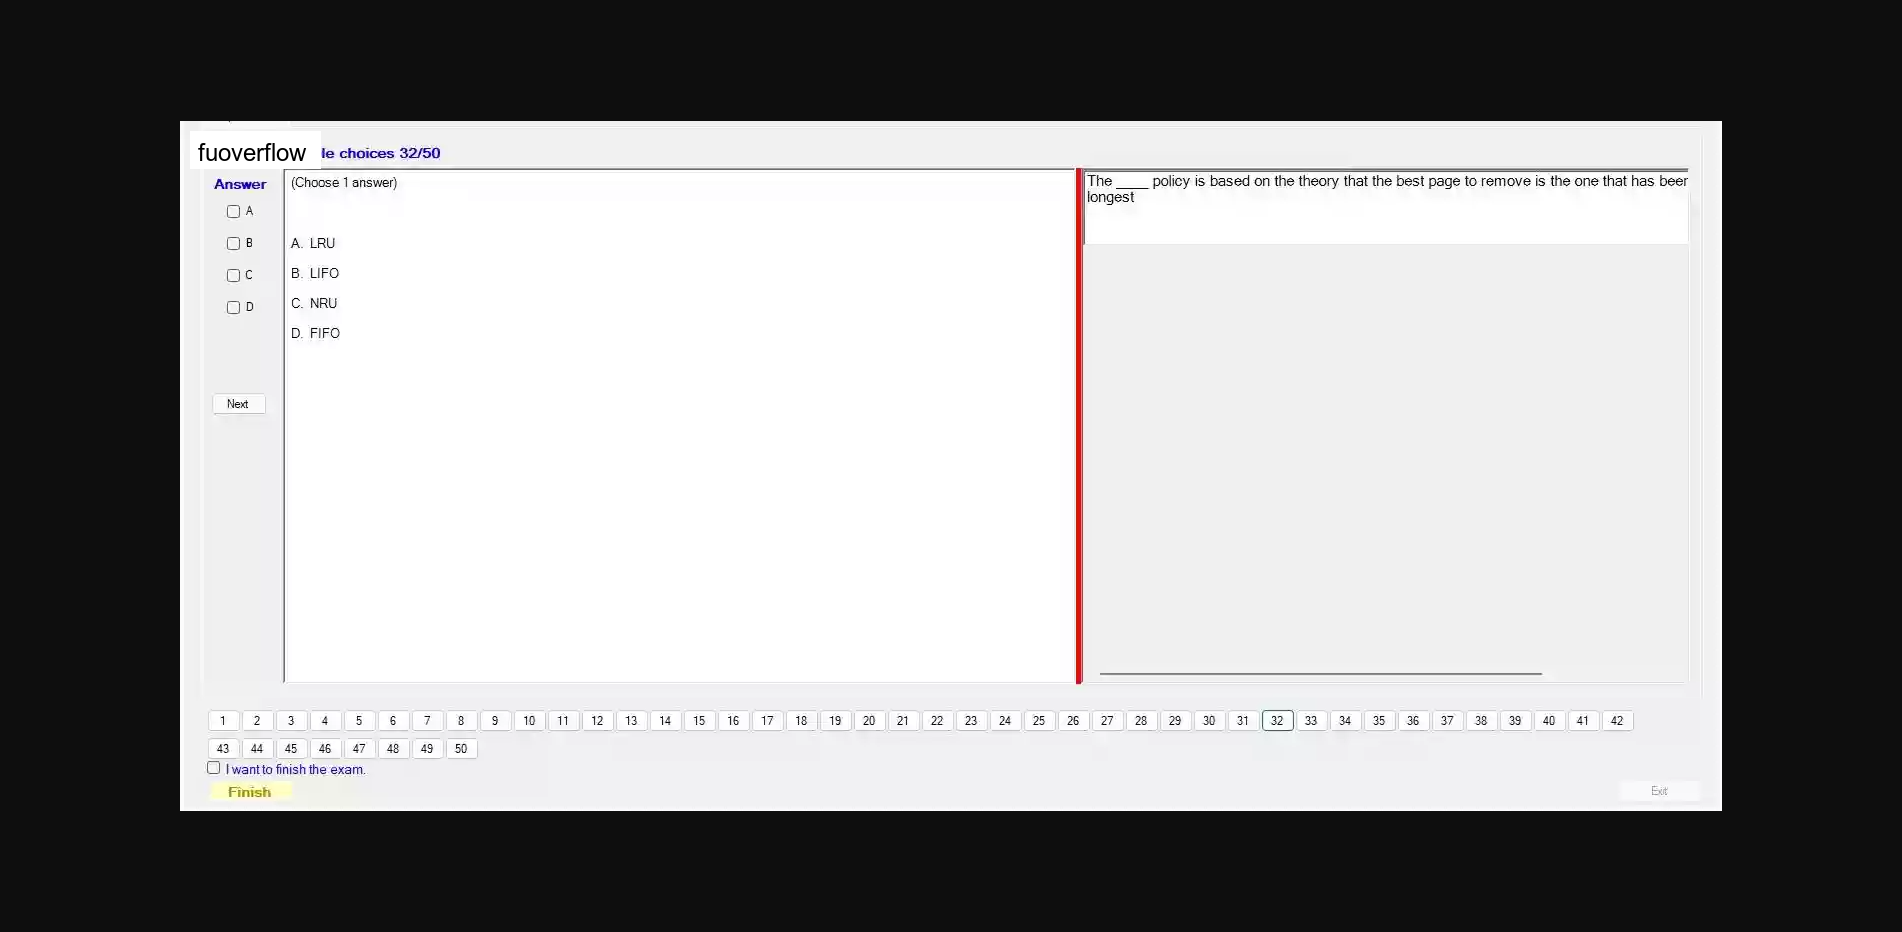 fuoverflow le choices 32/50
Answer
A
B
C
D
Next
(Choose 1 answer)
A. LRU
B. LIFO
C. NRU
D. FIFO
The ____ policy is based on the theory that the best page to remove is the one that has been
longest
1 2 3 4 5 6 7 8 9 10 11 12 13 14 15 16 17 18 19 20 21 22 23 24 25 26 27 28 29 30 31 32 33 34 35 36 37 38 39 40 41 42
43 44 45 46 47 48 49 50
I want to finish the exam.
Finish
Exit